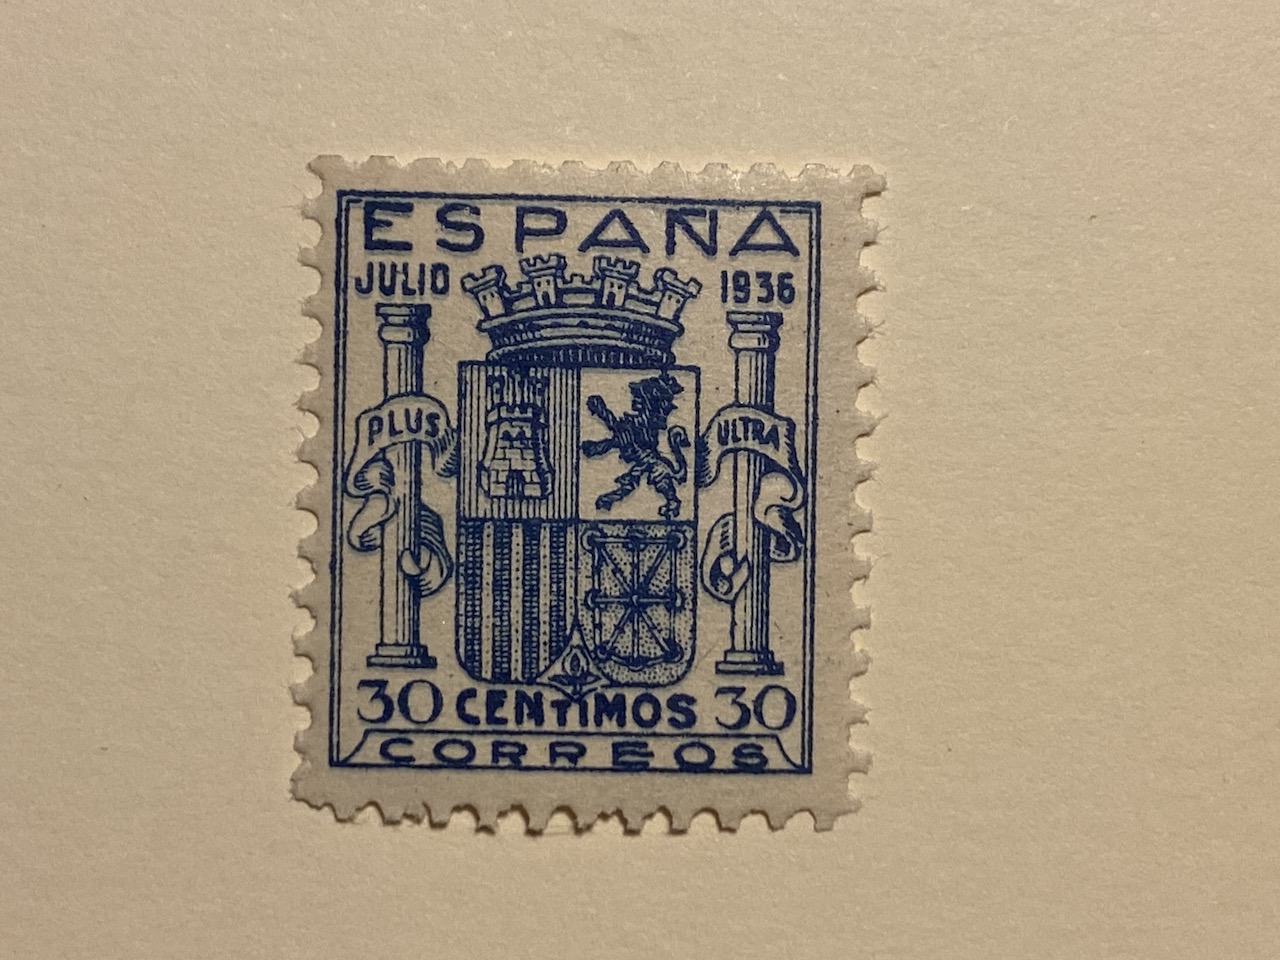 ESPAÑA
JULIO 1936
PLUS ULTRA
30 CENTIMOS 30
CORREOS